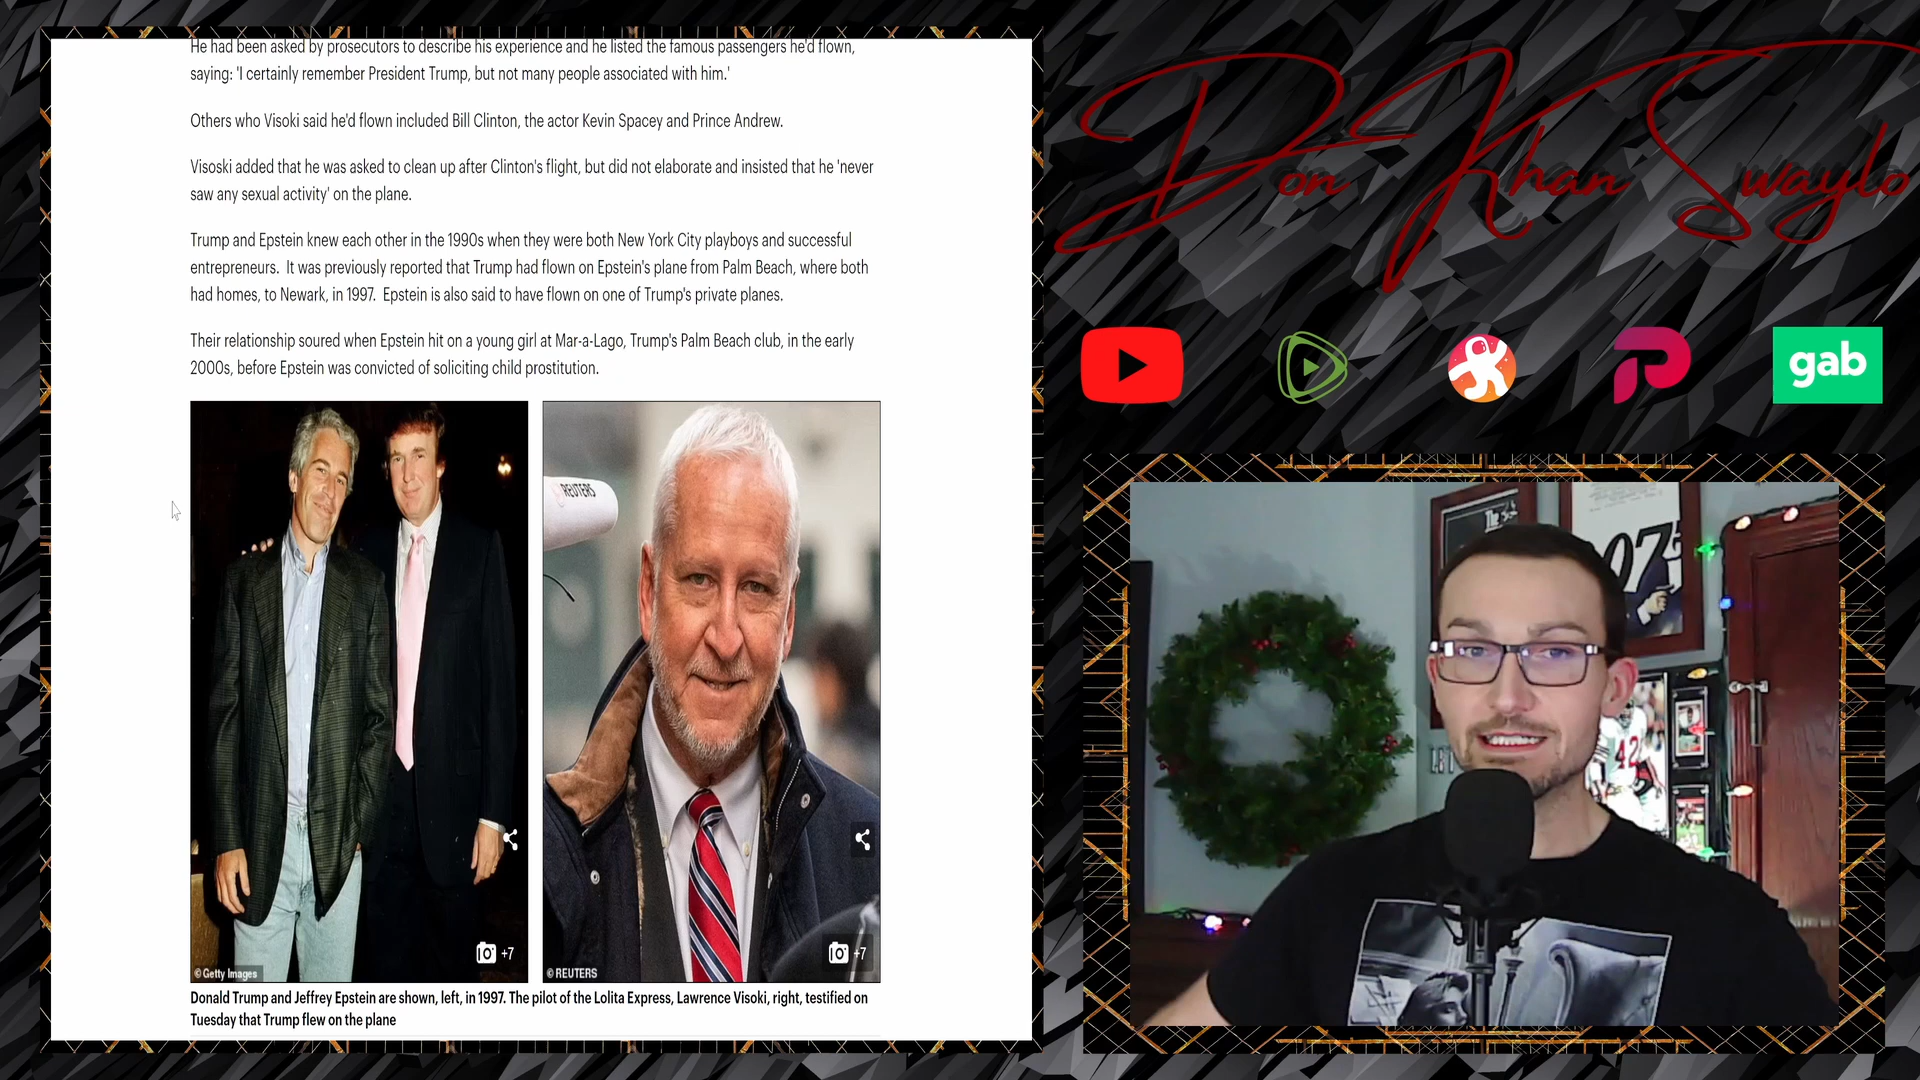 He had been asked by prosecutors to describe his experience and he listed the famous passengers he'd flown,
saying: 'I certainly remember President Trump, but not many people associated with him.'
Others who Visoki said he'd flown included Bill Clinton, the actor Kevin Spacey and Prince Andrew.
Visoski added that he was asked to clean up after Clinton's flight, but did not elaborate and insisted that he 'never
saw any sexual activity' on the plane.
Trump and Epstein knew each other in the 1990s when they were both New York City playboys and successful
entrepreneurs. It was previously reported that Trump had flown on Epstein's plane from Palm Beach, where both
had homes, to Newark, in 1997. Epstein is also said to have flown on one of Trump's private planes.
Their relationship soured when Epstein hit on a young girl at Mar-a-Lago, Trump's Palm Beach club, in the early
2000s, before Epstein was convicted of soliciting child prostitution.
REUTERS
+7
+7
© Getty Images
© REUTERS
Donald Trump and Jeffrey Epstein are shown, left, in 1997. The pilot of the Lolita Express, Lawrence Visoki, right, testified on
Tuesday that Trump flew on the plane
Don Khan Swaylo
gab
The
007
42